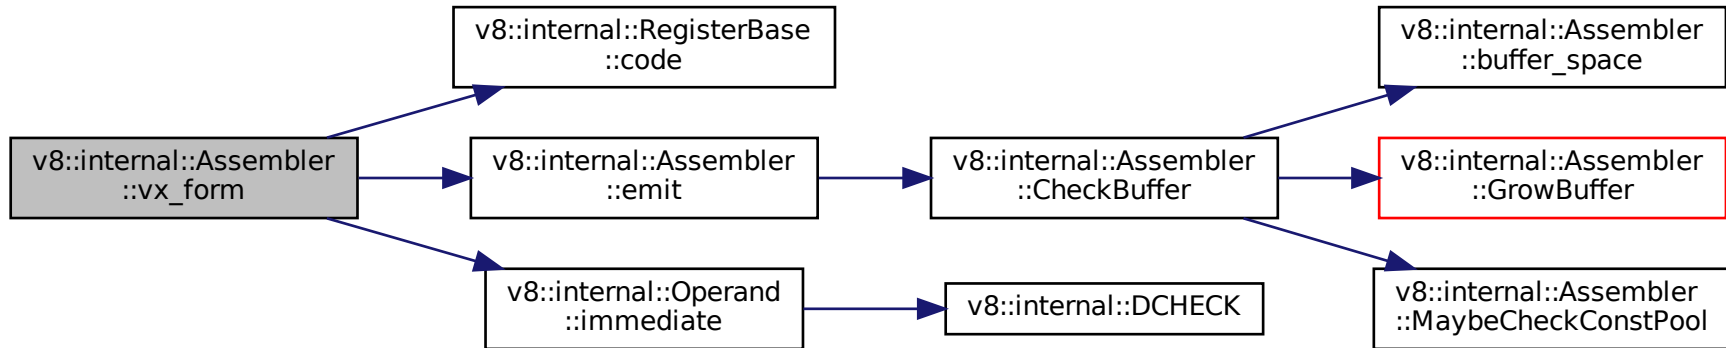 v8::internal::Assembler
::vx_form
v8::internal::RegisterBase
::code
v8::internal::Assembler
::emit
v8::internal::Operand
::immediate
v8::internal::Assembler
::CheckBuffer
v8::internal::DCHECK
v8::internal::Assembler
::buffer_space
v8::internal::Assembler
::GrowBuffer
v8::internal::Assembler
::MaybeCheckConstPool